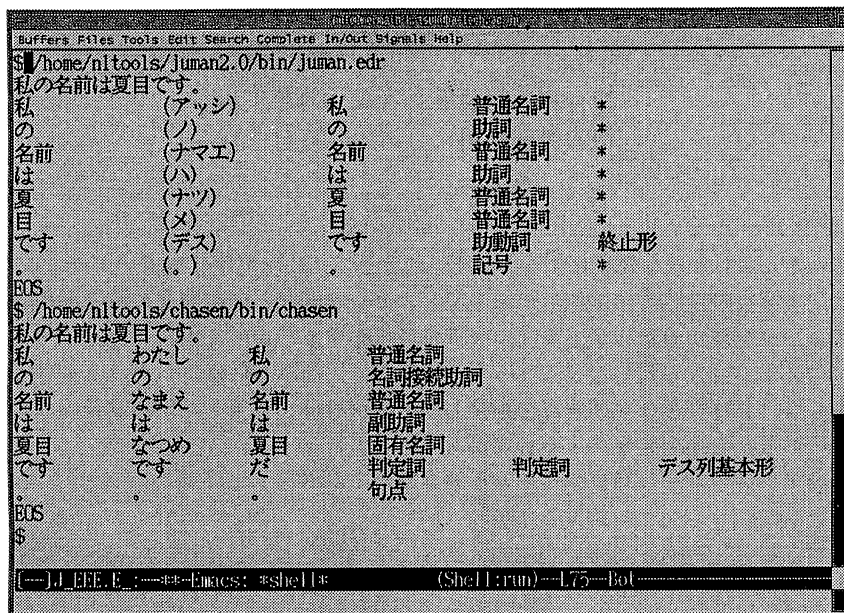 Buffers Files Tools Edit Search Complete In/Out Signals Help
$ /home/nltools/juman2.0/bin/juman.edr
私の名前は夏目です。
私 (アッシ) 私 普通名詞 *
の (ノ) の 助詞 *
名前 (ナマエ) 名前 普通名詞 *
は (ハ) は 助詞 *
夏 (ナツ) 夏 普通名詞 *
目 (メ) 目 普通名詞 *
です (デス) です 助動詞 終止形
。 (。) 。 記号 *
EOS
$ /home/nltools/chasen/bin/chasen
私の名前は夏目です。
私 わたし 私 普通名詞
の の の 名詞接続助詞
名前 なまえ 名前 普通名詞
は は は 副助詞
夏目 なつめ 夏目 固有名詞
です です だ 判定詞 判定詞 デス列基本形
。 。 。 句点
EOS
$
[--]J_EEE.E_:---**-Emacs: *shell* (Shell:run)--L75--Bot